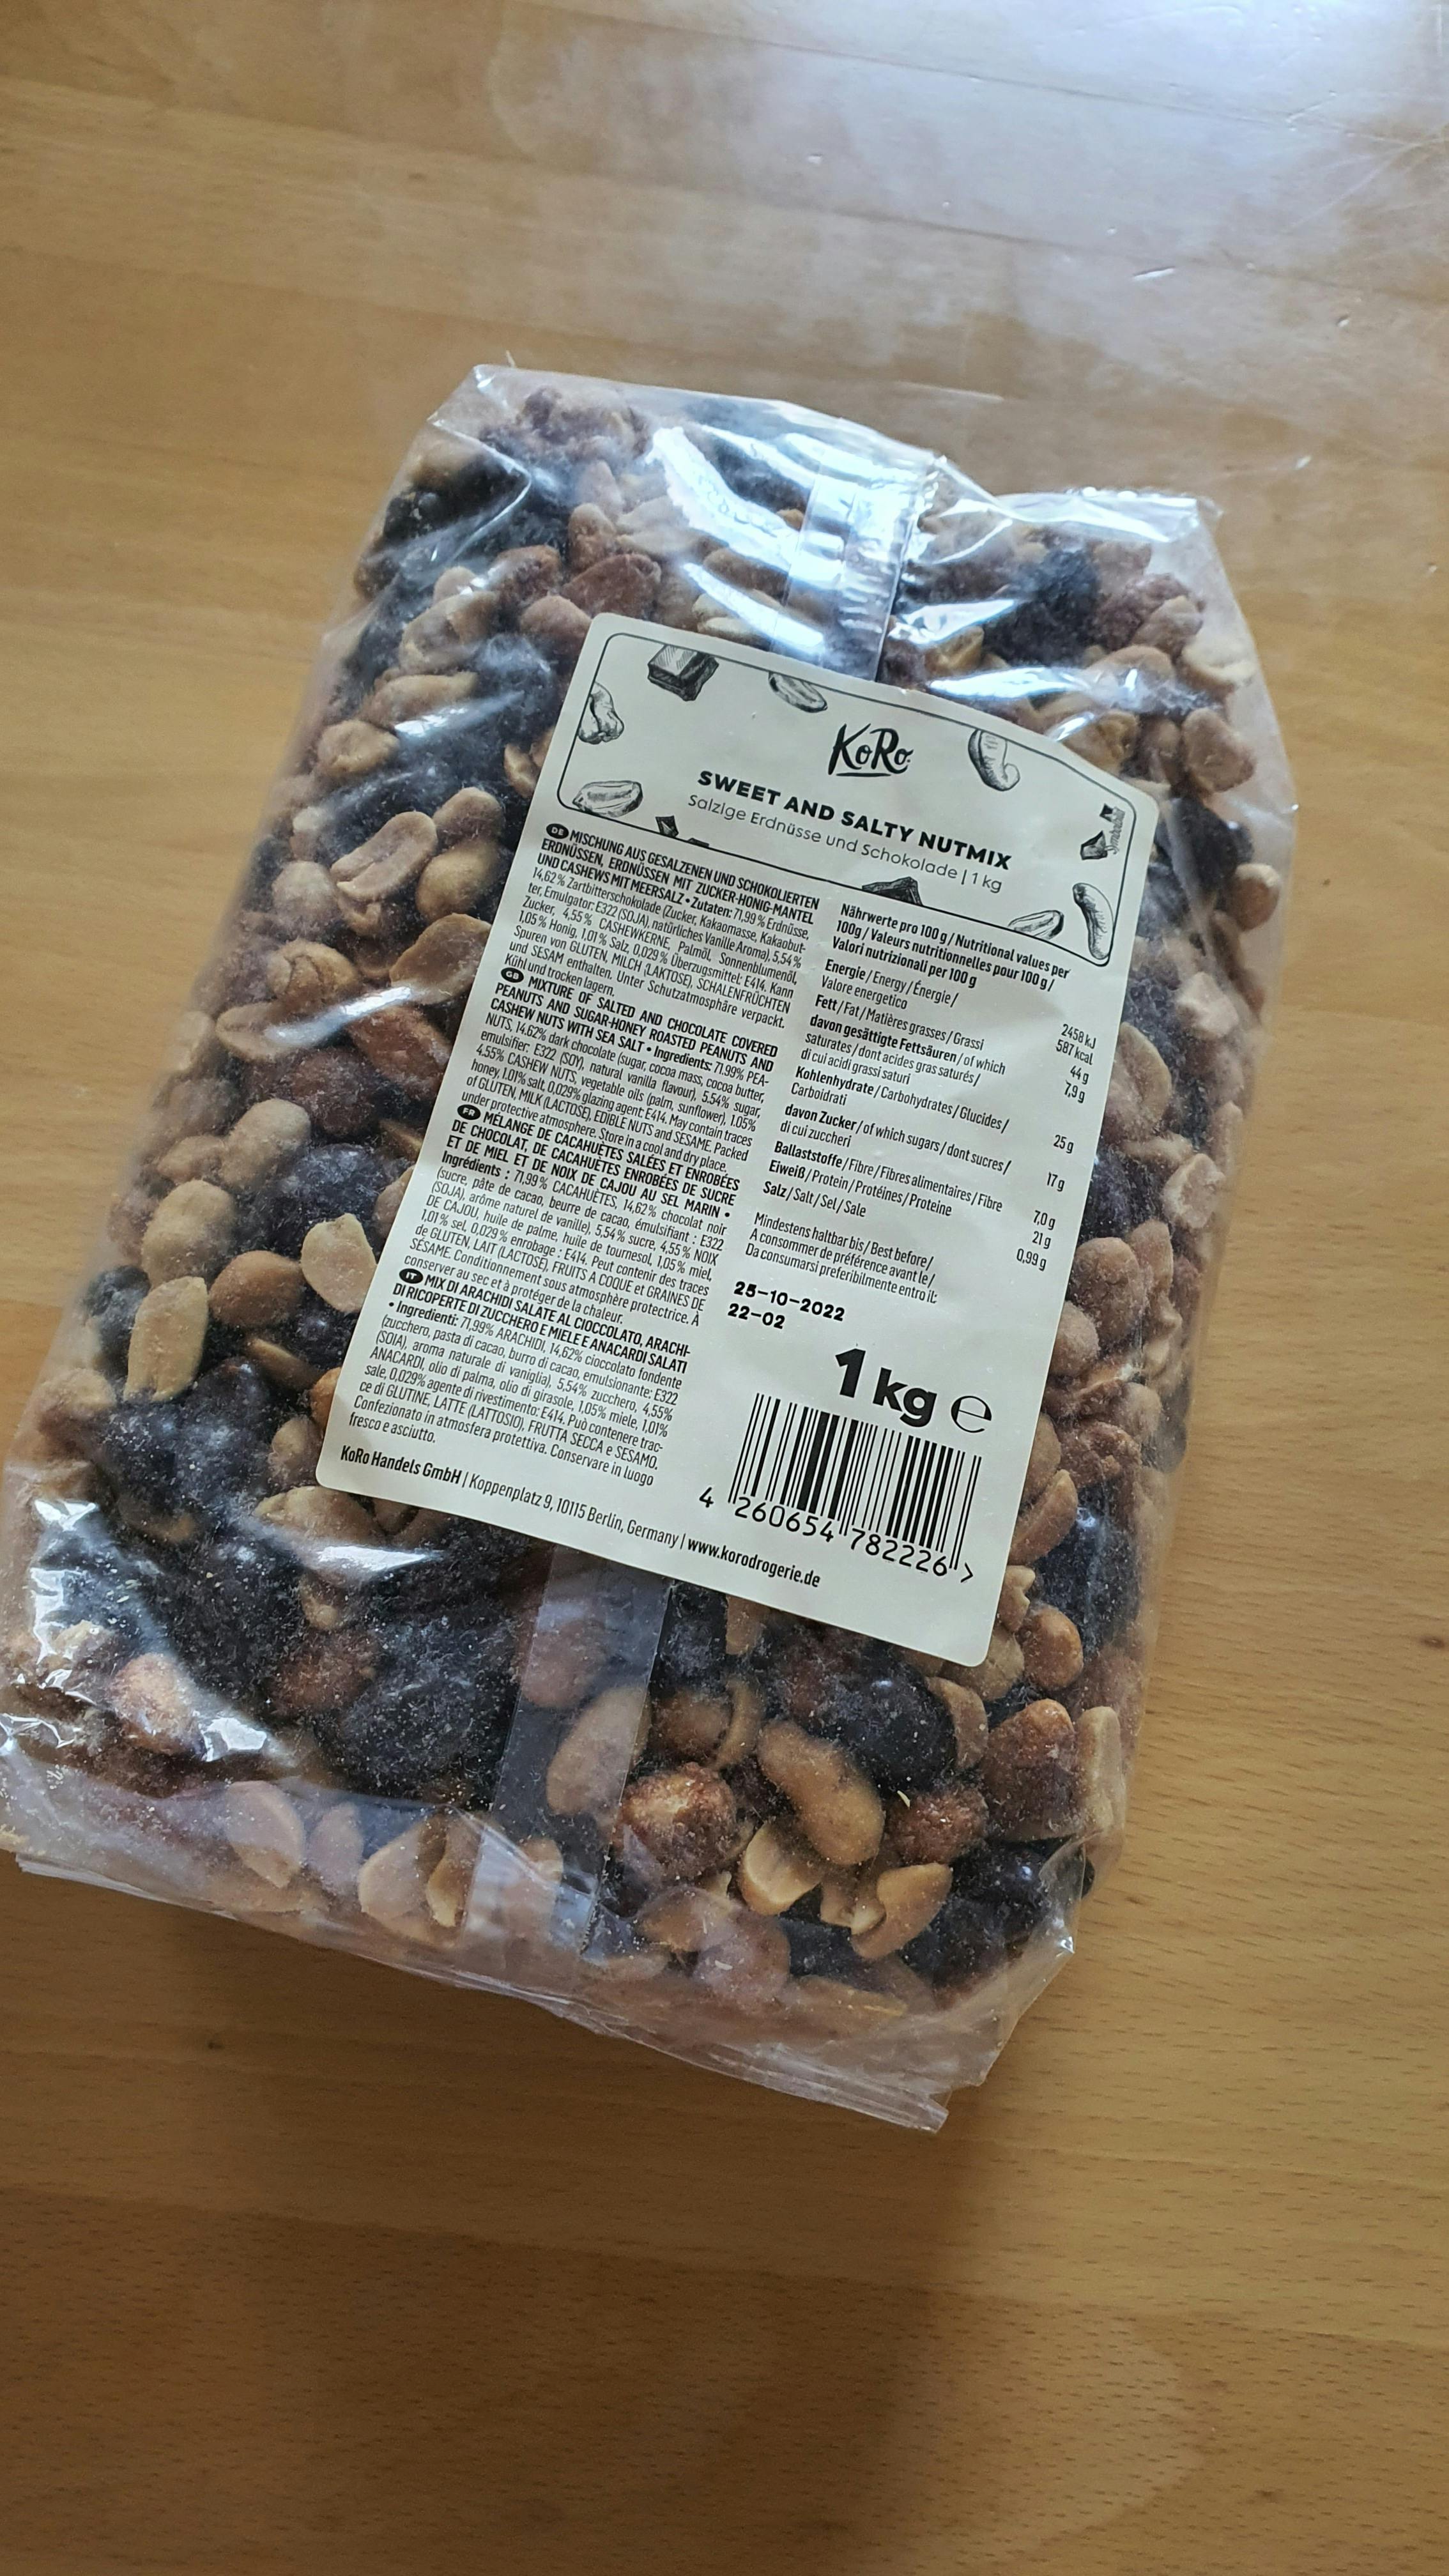 KoRo
SWEET AND SALTY NUTMIX
Salzige Erdnüsse und Schokolade | 1 kg
DE MISCHUNG AUS GESALZENEN UND SCHOKOLIERTEN
ERDNÜSSEN, ERDNÜSSEN MIT ZUCKER-HONIG-MANTEL
UND CASHEWS MIT MEERSALZ • Zutaten: 71,99 % Erdnüsse,
14,62 % Zartbitterschokolade (Zucker, Kakaomasse, Kakaobut-
ter, Emulgator: E322 (SOJA), natürliches Vanille Aroma), 5,54 %
Zucker, 4,55 % CASHEWKERNE, Palmöl, Sonnenblumenöl,
1,05 % Honig, 1,01 % Salz, 0,029 % Überzugsmittel: E414. Kann
Spuren von GLUTEN, MILCH (LAKTOSE), SCHALENFRÜCHTEN
und SESAM enthalten. Unter Schutzatmosphäre verpackt.
Kühl und trocken lagern.
GB MIXTURE OF SALTED AND CHOCOLATE COVERED
PEANUTS AND SUGAR-HONEY ROASTED PEANUTS AND
CASHEW NUTS WITH SEA SALT • Ingredients: 71.99% PEA-
NUTS, 14.62% dark chocolate (sugar, cocoa mass, cocoa butter,
emulsifier: E322 (SOY), natural vanilla flavour), 5.54% sugar,
4.55% CASHEW NUTS, vegetable oils (palm, sunflower), 1.05%
honey, 1.01% salt, 0.029% glazing agent: E414. May contain traces
of GLUTEN, MILK (LACTOSE), EDIBLE NUTS and SESAME. Packed
under protective atmosphere. Store in a cool and dry place.
FR MÉLANGE DE CACAHUÈTES SALÉES ET ENROBÉES
DE CHOCOLAT, DE CACAHUÈTES ENROBÉES DE SUCRE
ET DE MIEL ET DE NOIX DE CAJOU AU SEL MARIN •
Ingrédients : 71,99% CACAHUÈTES, 14,62% chocolat noir
(sucre, pâte de cacao, beurre de cacao, émulsifiant : E322
(SOJA), arôme naturel de vanille), 5,54% sucre, 4,55% NOIX
DE CAJOU, huile de palme, huile de tournesol, 1,05% miel,
1,01% sel, 0,029% enrobage : E414. Peut contenir des traces
de GLUTEN, LAIT (LACTOSE), FRUITS À COQUE et GRAINES DE
SÉSAME. Conditionnement sous atmosphère protectrice. À
conserver au sec et à protéger de la chaleur.
IT MIX DI ARACHIDI SALATE AL CIOCCOLATO, ARACHI-
DI RICOPERTE DI ZUCCHERO E MIELE E ANACARDI SALATI
• Ingredienti: 71,99% ARACHIDI, 14,62% cioccolato fondente
(zucchero, pasta di cacao, burro di cacao, emulsionante: E322
(SOIA), aroma naturale di vaniglia), 5,54% zucchero, 4,55%
ANACARDI, olio di palma, olio di girasole, 1,05% miele, 1,01%
sale, 0,029% agente di rivestimento: E414. Può contenere trac-
ce di GLUTINE, LATTE (LATTOSIO), FRUTTA SECCA e SESAMO.
Confezionato in atmosfera protettiva. Conservare in luogo
fresco e asciutto.
KoRo Handels GmbH | Koppenplatz 9, 10115 Berlin, Germany | www.korodrogerie.de
Nährwerte pro 100 g / Nutritional values per
100g / Valeurs nutritionnelles pour 100 g /
Valori nutrizionali per 100 g
Energie / Energy / Énergie /
Valore energetico
2458 kJ
587 kcal
Fett / Fat / Matières grasses / Grassi
44 g
davon gesättigte Fettsäuren / of which
saturates / dont acides gras saturés /
di cui acidi grassi saturi
7,9 g
Kohlenhydrate / Carbohydrates / Glucides /
Carboidrati
25 g
davon Zucker / of which sugars / dont sucres /
di cui zuccheri
17 g
Ballaststoffe / Fibre / Fibres alimentaires / Fibre
7,0 g
Eiweiß / Protein / Protéines / Proteine
21 g
Salz / Salt / Sel / Sale
0,99 g
Mindestens haltbar bis / Best before /
À consommer de préférence avant le /
Da consumarsi preferibilmente entro il:
25-10-2022
22-02
1 kg ℮
4 260654 782226 >